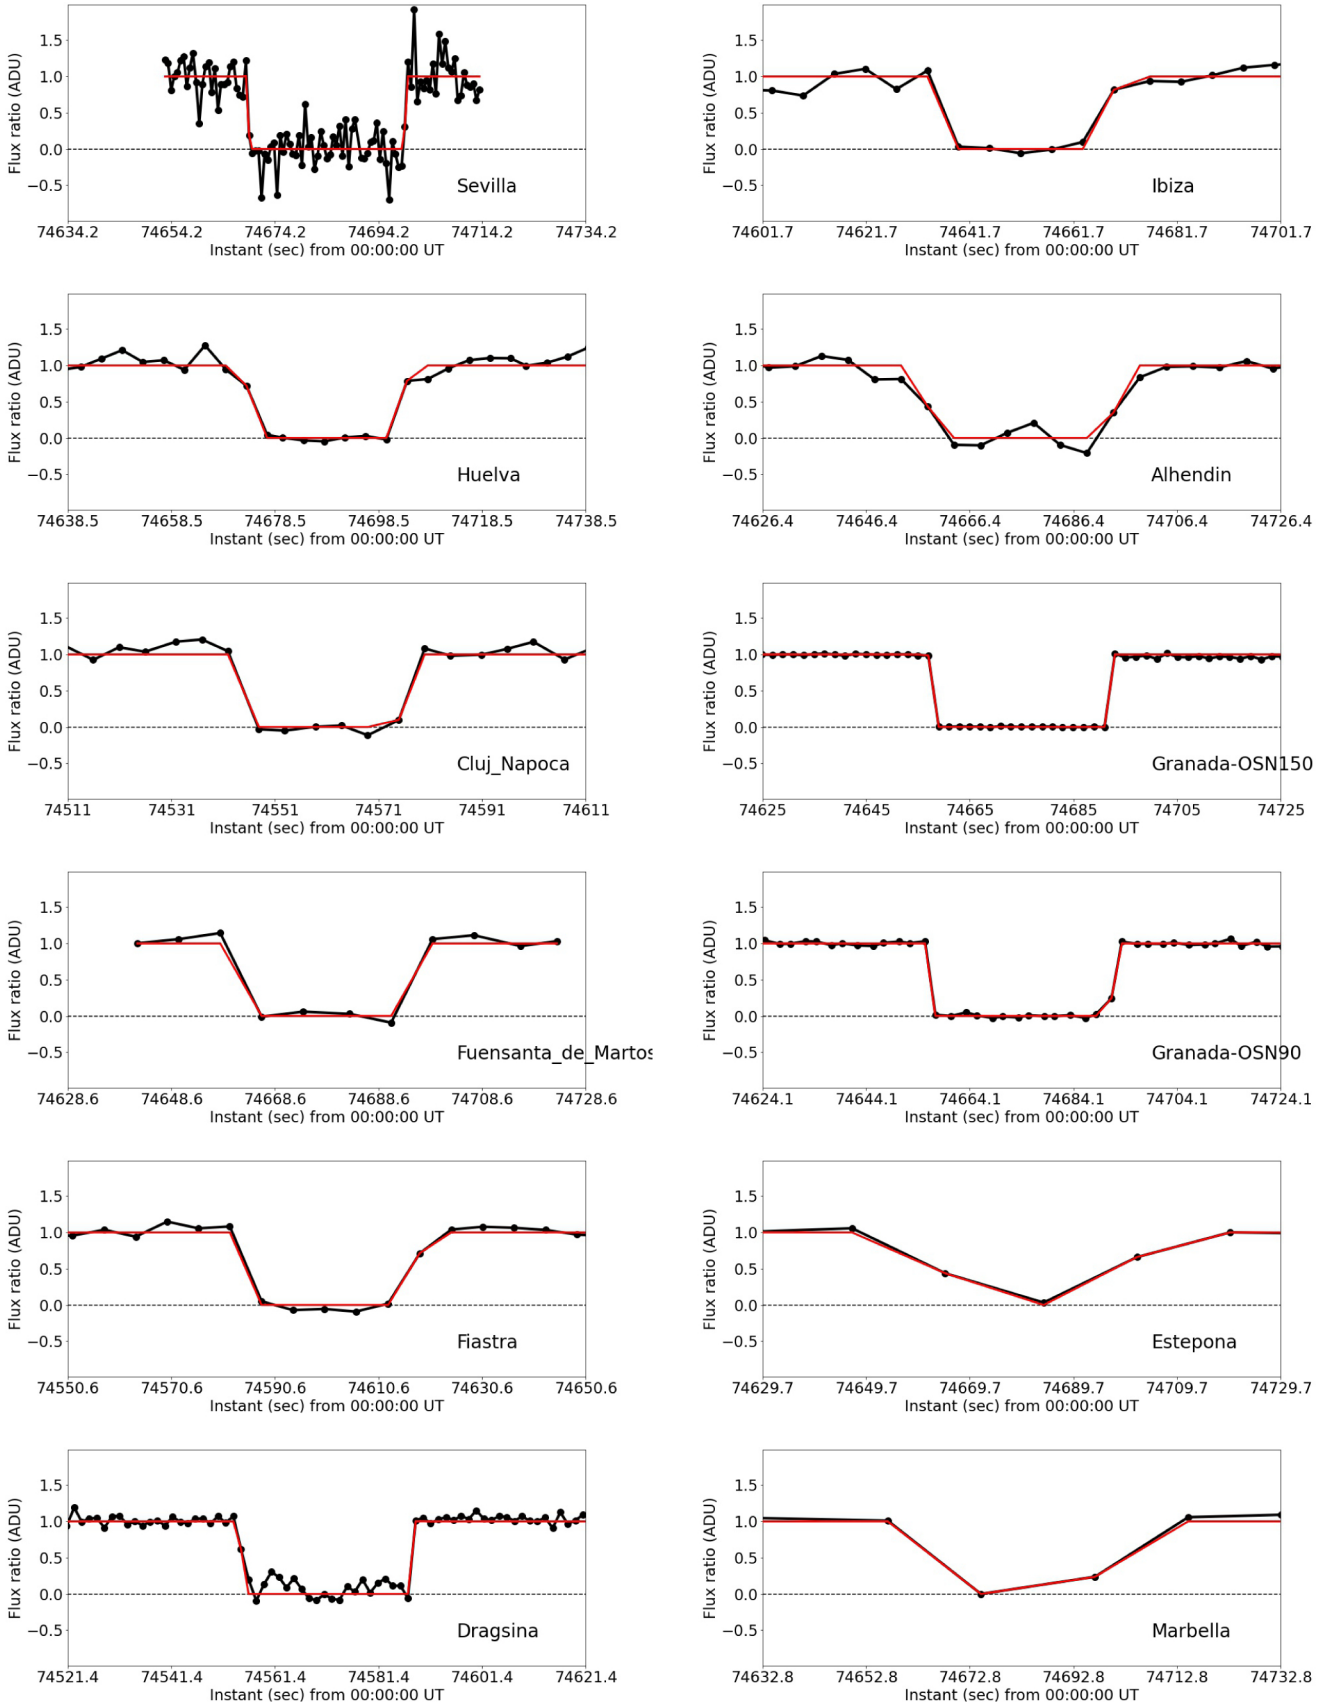 Flux ratio (ADU)
1.5
1.0
0.5
0.0
−0.5
Sevilla
74634.2 74654.2 74674.2 74694.2 74714.2 74734.2
Instant (sec) from 00:00:00 UT
Flux ratio (ADU)
1.5
1.0
0.5
0.0
−0.5
Ibiza
74601.7 74621.7 74641.7 74661.7 74681.7 74701.7
Instant (sec) from 00:00:00 UT
Flux ratio (ADU)
1.5
1.0
0.5
0.0
−0.5
Huelva
74638.5 74658.5 74678.5 74698.5 74718.5 74738.5
Instant (sec) from 00:00:00 UT
Flux ratio (ADU)
1.5
1.0
0.5
0.0
−0.5
Alhendin
74626.4 74646.4 74666.4 74686.4 74706.4 74726.4
Instant (sec) from 00:00:00 UT
Flux ratio (ADU)
1.5
1.0
0.5
0.0
−0.5
Cluj_Napoca
74511 74531 74551 74571 74591 74611
Instant (sec) from 00:00:00 UT
Flux ratio (ADU)
1.5
1.0
0.5
0.0
−0.5
Granada-OSN150
74625 74645 74665 74685 74705 74725
Instant (sec) from 00:00:00 UT
Flux ratio (ADU)
1.5
1.0
0.5
0.0
−0.5
Fuensanta_de_Martos
74628.6 74648.6 74668.6 74688.6 74708.6 74728.6
Instant (sec) from 00:00:00 UT
Flux ratio (ADU)
1.5
1.0
0.5
0.0
−0.5
Granada-OSN90
74624.1 74644.1 74664.1 74684.1 74704.1 74724.1
Instant (sec) from 00:00:00 UT
Flux ratio (ADU)
1.5
1.0
0.5
0.0
−0.5
Fiastra
74550.6 74570.6 74590.6 74610.6 74630.6 74650.6
Instant (sec) from 00:00:00 UT
Flux ratio (ADU)
1.5
1.0
0.5
0.0
−0.5
Estepona
74629.7 74649.7 74669.7 74689.7 74709.7 74729.7
Instant (sec) from 00:00:00 UT
Flux ratio (ADU)
1.5
1.0
0.5
0.0
−0.5
Dragsina
74521.4 74541.4 74561.4 74581.4 74601.4 74621.4
Instant (sec) from 00:00:00 UT
Flux ratio (ADU)
1.5
1.0
0.5
0.0
−0.5
Marbella
74632.8 74652.8 74672.8 74692.8 74712.8 74732.8
Instant (sec) from 00:00:00 UT